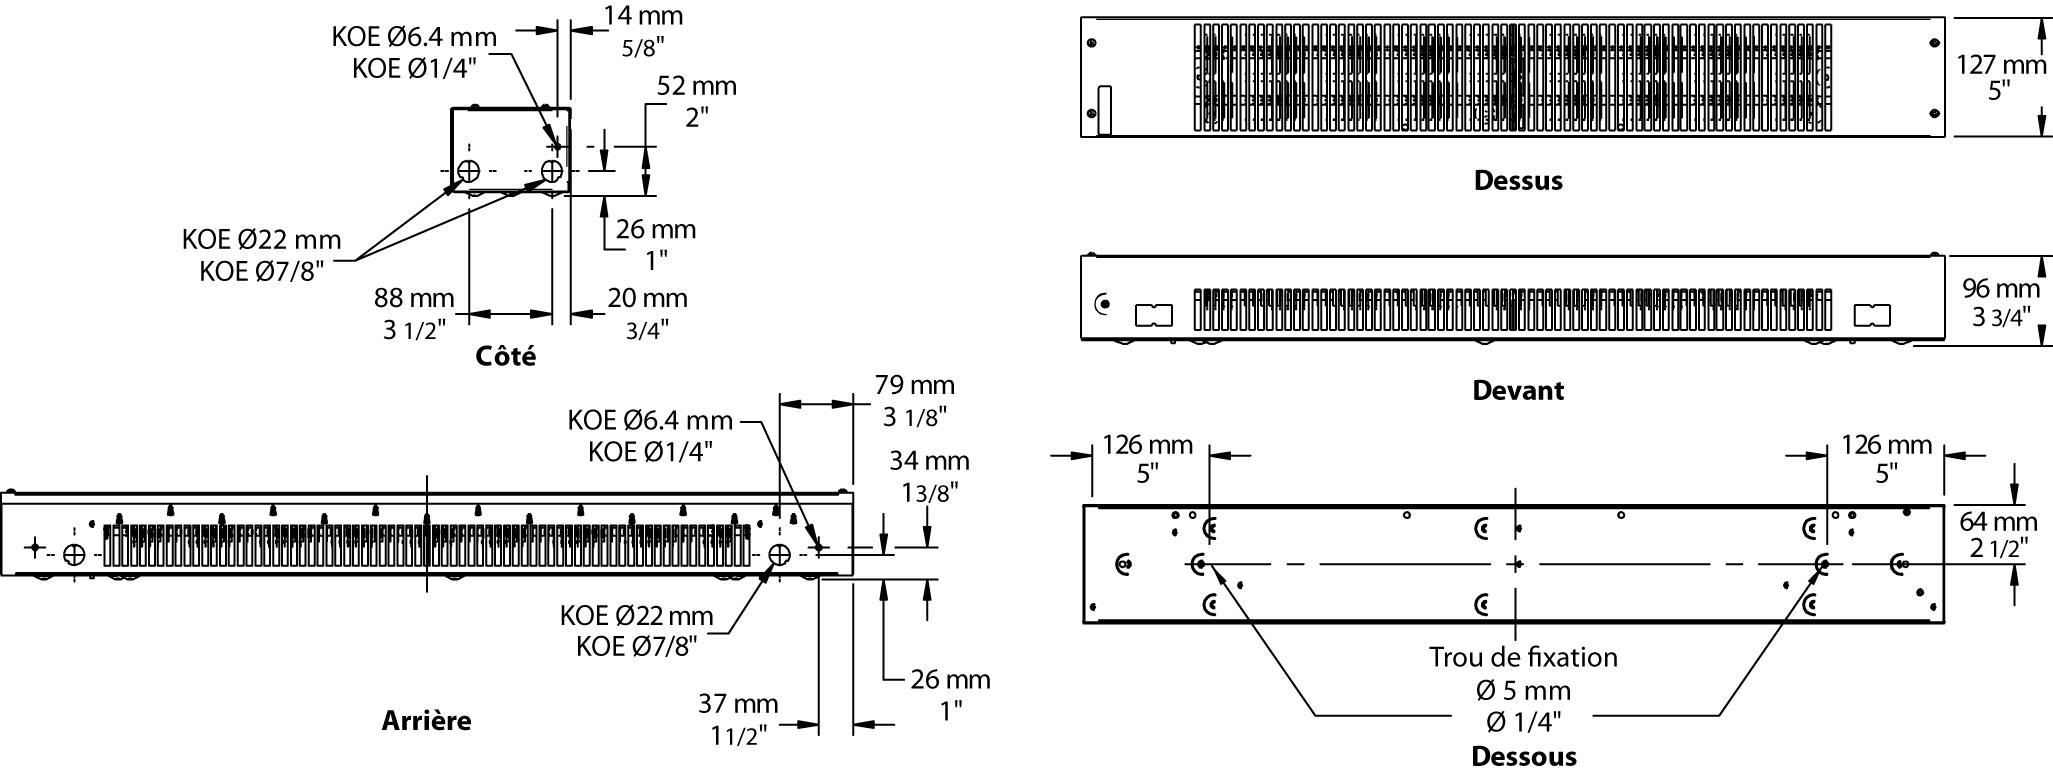 14 mm
5/8"
KOE Ø6.4 mm
KOE Ø1/4"
52 mm
2"
26 mm
1"
KOE Ø22 mm
KOE Ø7/8"
88 mm
3 1/2"
20 mm
3/4"
Côté
127 mm
5"
Dessus
96 mm
3 3/4"
Devant
79 mm
3 1/8"
KOE Ø6.4 mm
KOE Ø1/4"
34 mm
1 3/8"
KOE Ø22 mm
KOE Ø7/8"
26 mm
1"
37 mm
1 1/2"
Arrière
126 mm
5"
126 mm
5"
64 mm
2 1/2"
Trou de fixation
Ø 5 mm
Ø 1/4"
Dessous